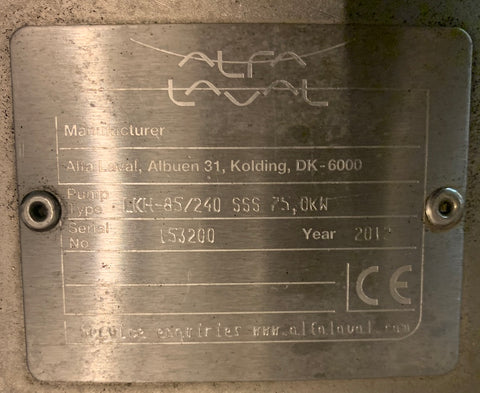 ALFA
LAVAL
Manufacturer
Alfa Laval, Albuen 31, Kolding, DK-6000
Pump
Type LKH-85/240 SSS 75,0kW
Serial
No. 153200 Year 2012
CE
Service enquiries www.alfalaval.com